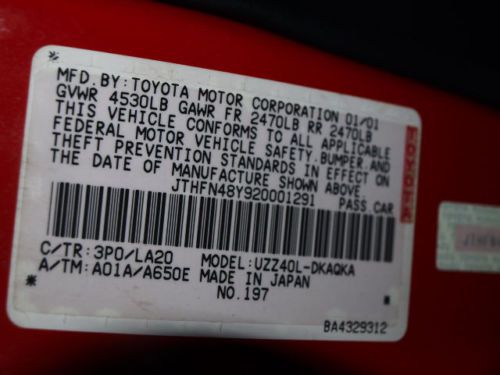 MFD. BY: TOYOTA MOTOR CORPORATION 01/01
GVWR 4530LB GAWR FR 2470LB RR 2470LB
THIS VEHICLE CONFORMS TO ALL APPLICABLE
FEDERAL MOTOR VEHICLE SAFETY. BUMPER, AND
THEFT PREVENTION STANDARDS IN EFFECT ON
THE DATE OF MANUFACTURE SHOWN ABOVE
JTHFN48Y920001291 PASS CAR
C/TR: 3P0/LA20 MODEL: UZZ40L-DKAQKA
A/TM: A01A/A650E MADE IN JAPAN
NO. 197
BA4329312
TOYOTA